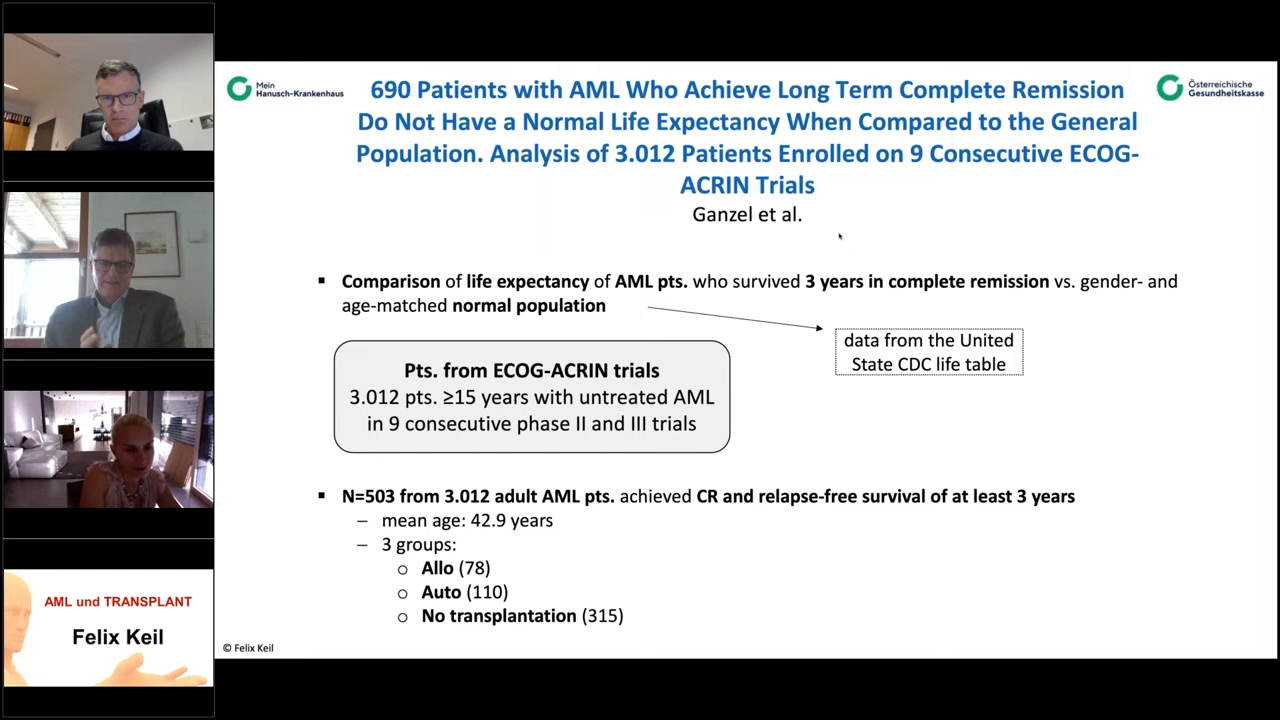 Mein
Hanusch-Krankenhaus
Österreichische
Gesundheitskasse
690 Patients with AML Who Achieve Long Term Complete Remission
Do Not Have a Normal Life Expectancy When Compared to the General
Population. Analysis of 3.012 Patients Enrolled on 9 Consecutive ECOG-
ACRIN Trials
Ganzel et al.
▪ Comparison of life expectancy of AML pts. who survived 3 years in complete remission vs. gender- and
age-matched normal population
data from the United
State CDC life table
Pts. from ECOG-ACRIN trials
3.012 pts. ≥15 years with untreated AML
in 9 consecutive phase II and III trials
▪ N=503 from 3.012 adult AML pts. achieved CR and relapse-free survival of at least 3 years
– mean age: 42.9 years
– 3 groups:
o Allo (78)
o Auto (110)
o No transplantation (315)
© Felix Keil
AML und TRANSPLANT
Felix Keil